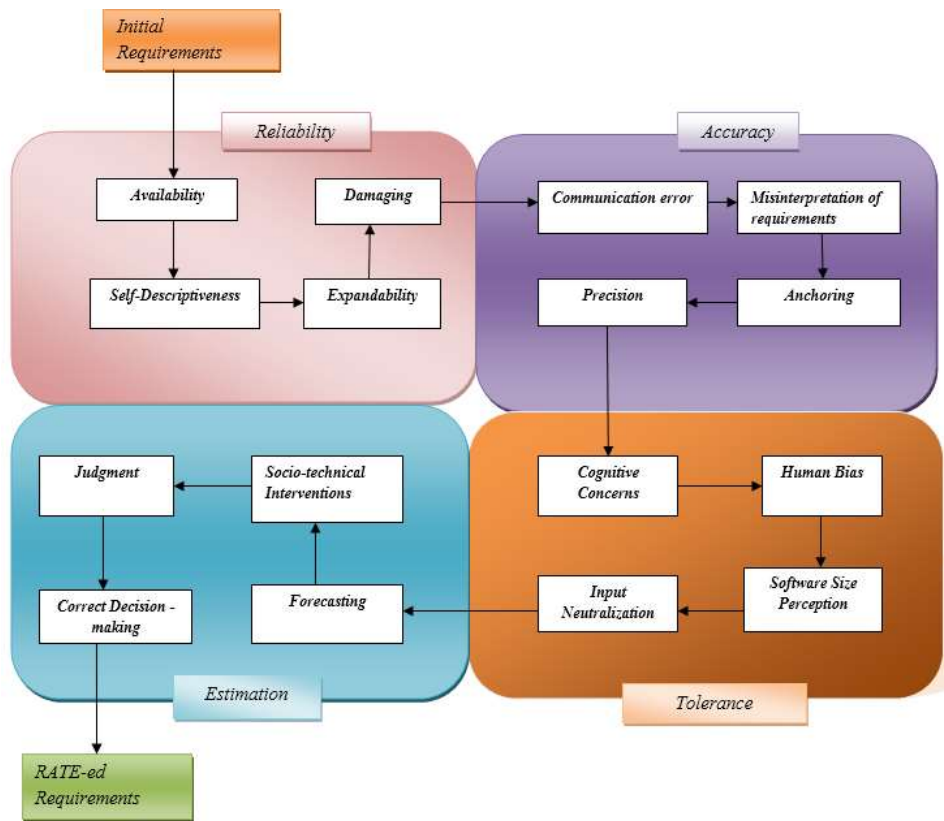 Initial
Requirements
Reliability
Accuracy
Availability
Damaging
Communication error
Misinterpretation of
requirements
Self-Descriptiveness
Expandability
Precision
Anchoring
Judgment
Socio-technical
Interventions
Cognitive
Concerns
Human Bias
Correct Decision -
making
Forecasting
Input
Neutralization
Software Size
Perception
Estimation
Tolerance
RATE-ed
Requirements